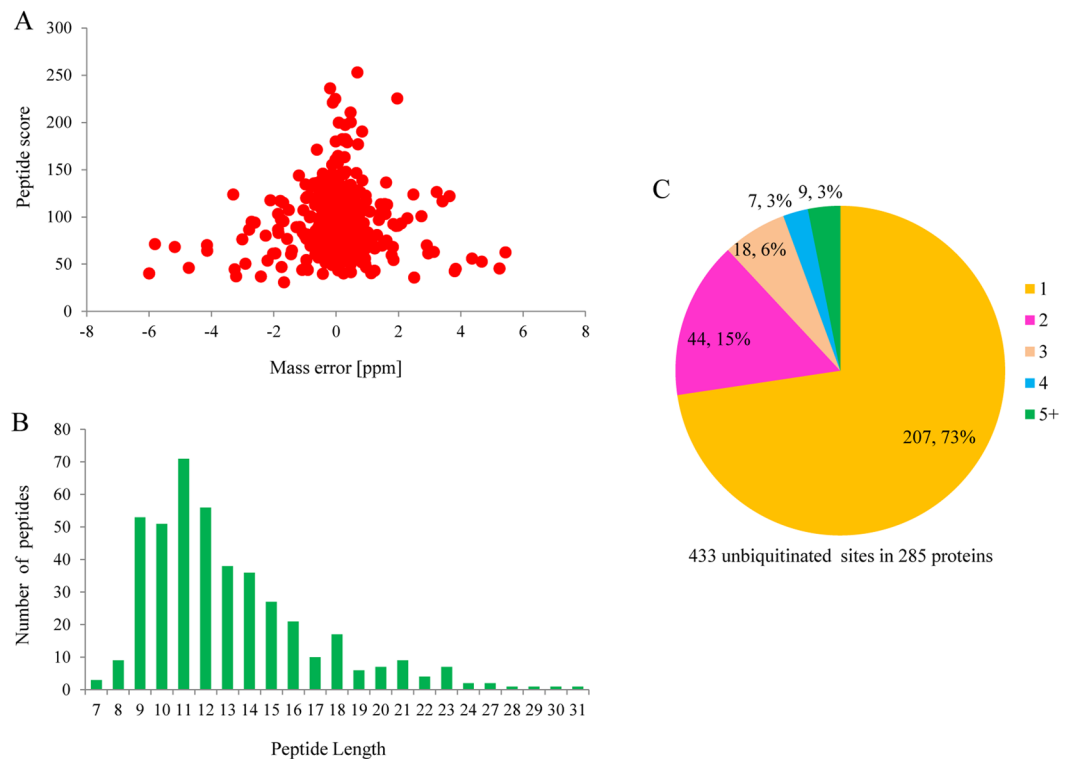 A
300
250
200
150
100
50
0
Peptide score
-8 -6 -4 -2 0 2 4 6 8
Mass error [ppm]
B
80
70
60
50
40
30
20
10
0
Number of peptides
7 8 9 10 11 12 13 14 15 16 17 18 19 20 21 22 23 24 27 28 29 30 31
Peptide Length
C
7, 3% 9, 3%
18, 6%
44, 15%
207, 73%
1
2
3
4
5+
433 unbiquitinated sites in 285 proteins